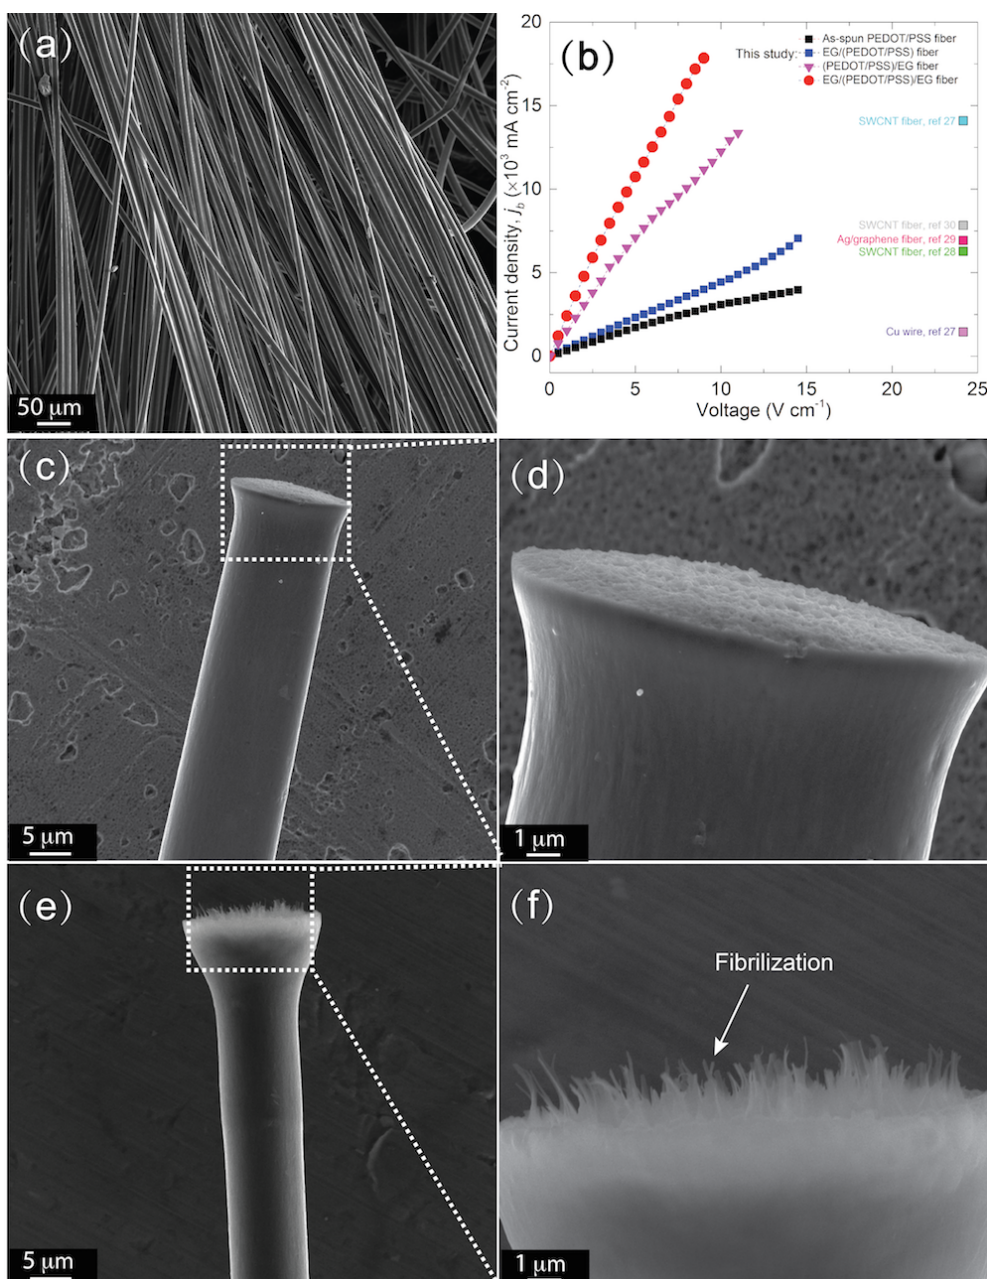 (a)
50 μm
(b)
As-spun PEDOT/PSS fiber
This study:
EG/(PEDOT/PSS) fiber
(PEDOT/PSS)/EG fiber
EG/(PEDOT/PSS)/EG fiber
SWCNT fiber, ref 27
SWCNT fiber, ref 30
Ag/graphene fiber, ref 29
SWCNT fiber, ref 28
Cu wire, ref 27
Current density, j_b (×10³ mA cm⁻²)
20
15
10
5
0
0 5 10 15 20 25
Voltage (V cm⁻¹)
(c)
5 μm
(d)
1 μm
(e)
5 μm
(f)
Fibrilization
1 μm